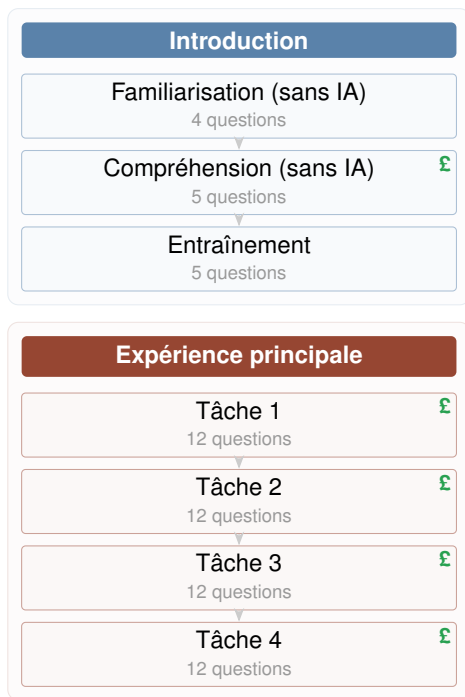 Introduction
Familiarisation (sans IA)
4 questions
Compréhension (sans IA) £
5 questions
Entraînement
5 questions
Expérience principale
Tâche 1 £
12 questions
Tâche 2 £
12 questions
Tâche 3 £
12 questions
Tâche 4 £
12 questions